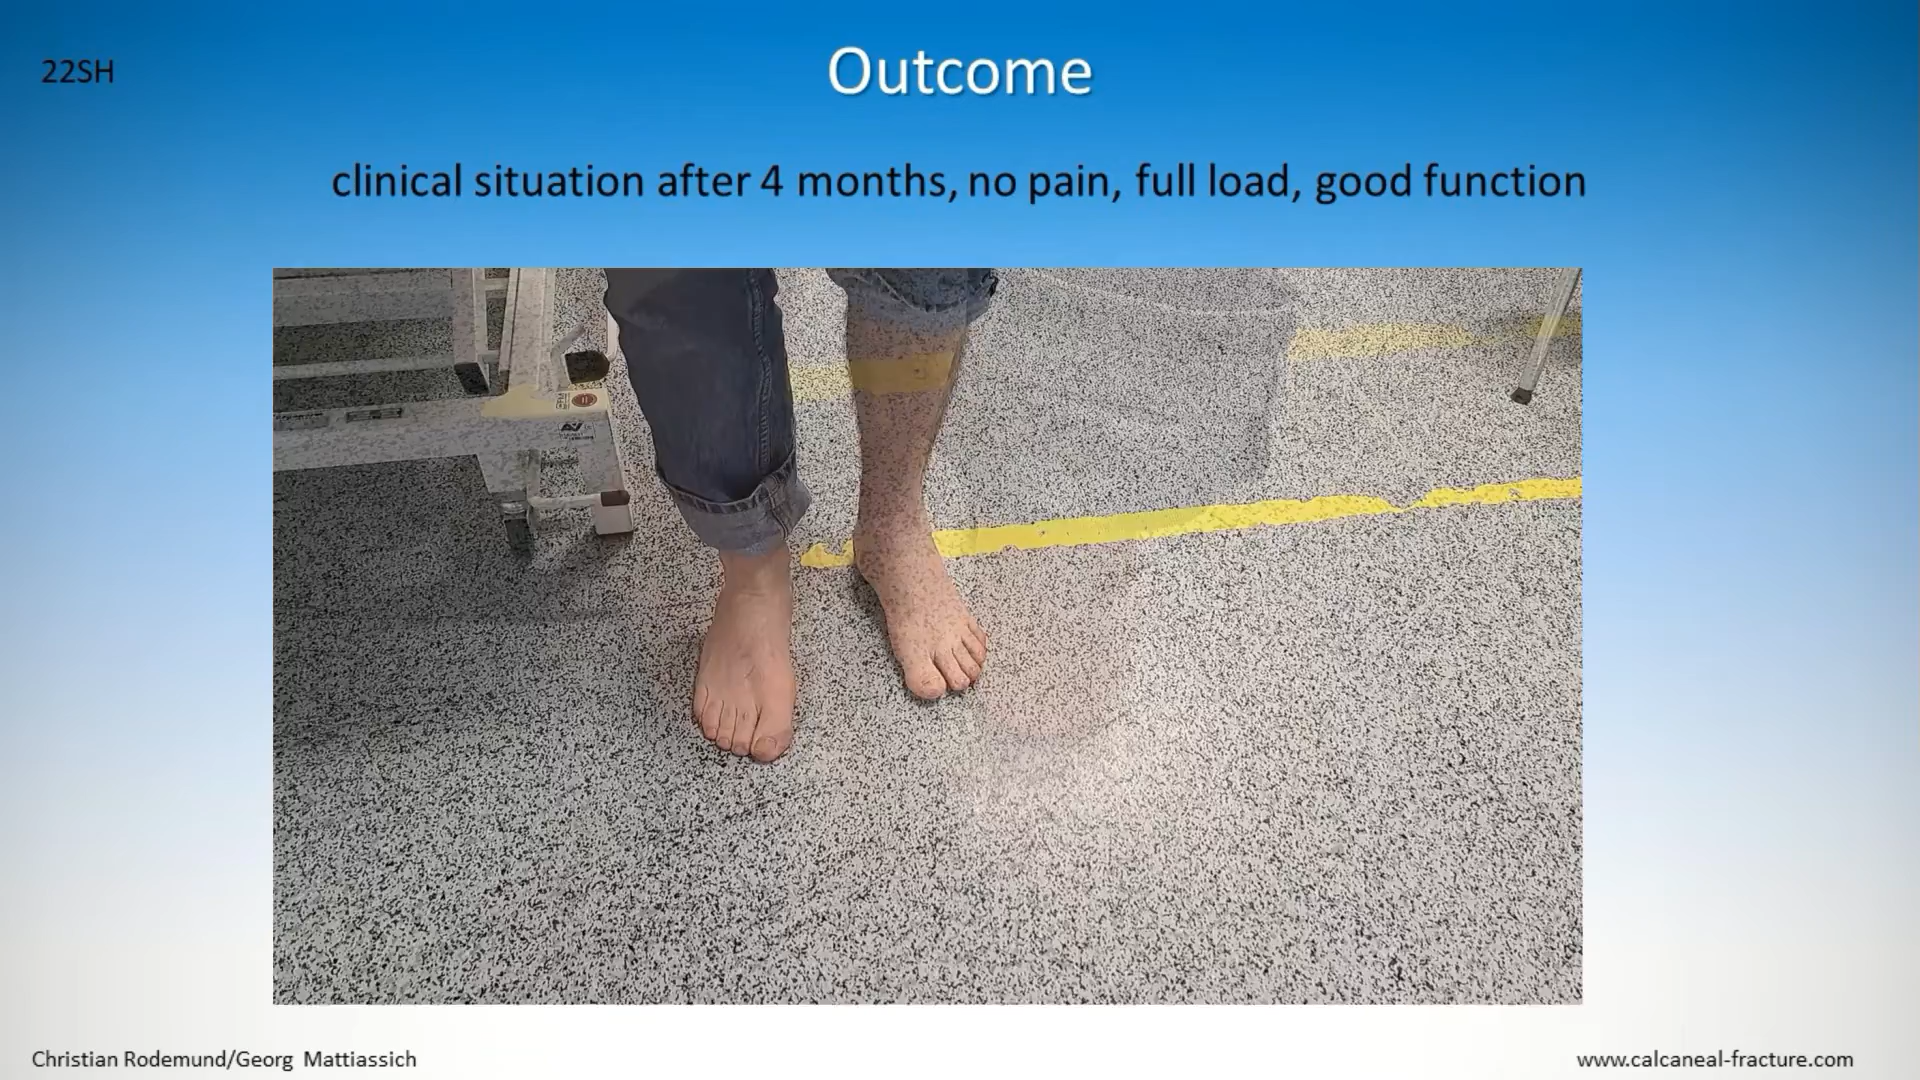 22SH
Outcome
clinical situation after 4 months, no pain, full load, good function
Christian Rodemund/Georg Mattiassich
www.calcaneal-fracture.com